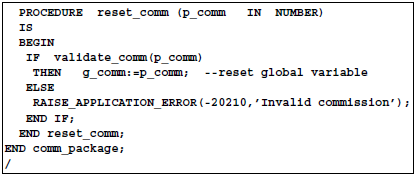 PROCEDURE reset_comm (p_comm IN NUMBER)
IS
BEGIN
IF validate_comm(p_comm)
THEN g_comm:=p_comm; --reset global variable
ELSE
RAISE_APPLICATION_ERROR(-20210,'Invalid commission');
END IF;
END reset_comm;
END comm_package;
/